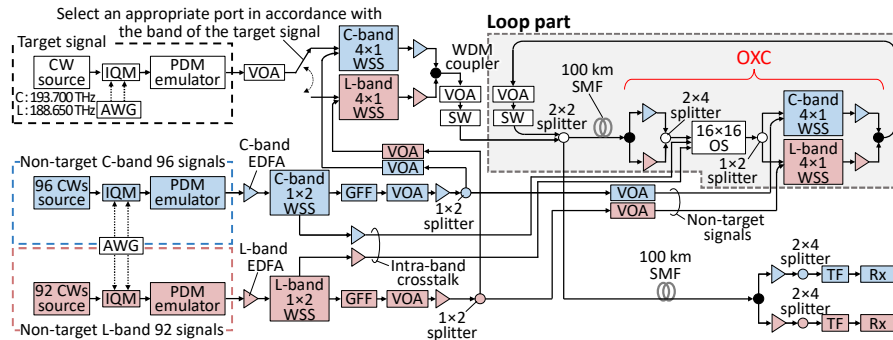 Select an appropriate port in accordance with
the band of the target signal
Target signal
CW
source
IQM
PDM
emulator
C : 193.700 THz
L : 188.650 THz
AWG
VOA
C-band
4×1
WSS
L-band
4×1
WSS
WDM
coupler
VOA
SW
Loop part
VOA
SW
2×2
splitter
100 km
SMF
OXC
2×4
splitter
16×16
OS
1×2
splitter
C-band
4×1
WSS
L-band
4×1
WSS
VOA
VOA
Non-target C-band 96 signals
96 CWs
source
IQM
PDM
emulator
C-band
EDFA
C-band
1×2
WSS
GFF
VOA
1×2
splitter
VOA
VOA
Non-target
signals
AWG
Intra-band
crosstalk
92 CWs
source
IQM
PDM
emulator
Non-target L-band 92 signals
L-band
EDFA
L-band
1×2
WSS
GFF
VOA
1×2
splitter
100 km
SMF
2×4
splitter
TF
Rx
2×4
splitter
TF
Rx